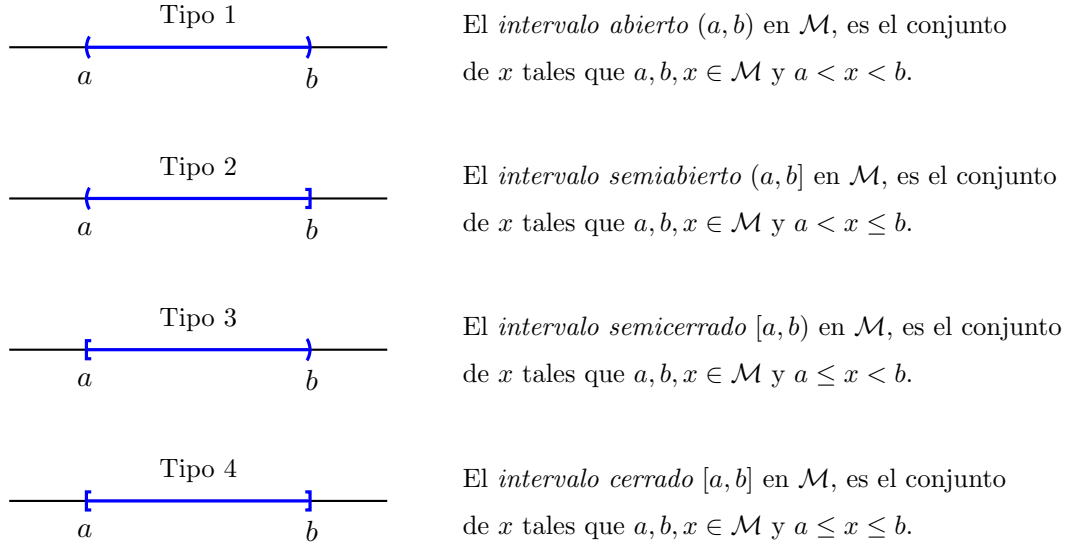 Tipo 1
a b
El intervalo abierto (a, b) en ℳ, es el conjunto
de x tales que a, b, x ∈ ℳ y a < x < b.
Tipo 2
a b
El intervalo semiabierto (a, b] en ℳ, es el conjunto
de x tales que a, b, x ∈ ℳ y a < x ≤ b.
Tipo 3
a b
El intervalo semicerrado [a, b) en ℳ, es el conjunto
de x tales que a, b, x ∈ ℳ y a ≤ x < b.
Tipo 4
a b
El intervalo cerrado [a, b] en ℳ, es el conjunto
de x tales que a, b, x ∈ ℳ y a ≤ x ≤ b.